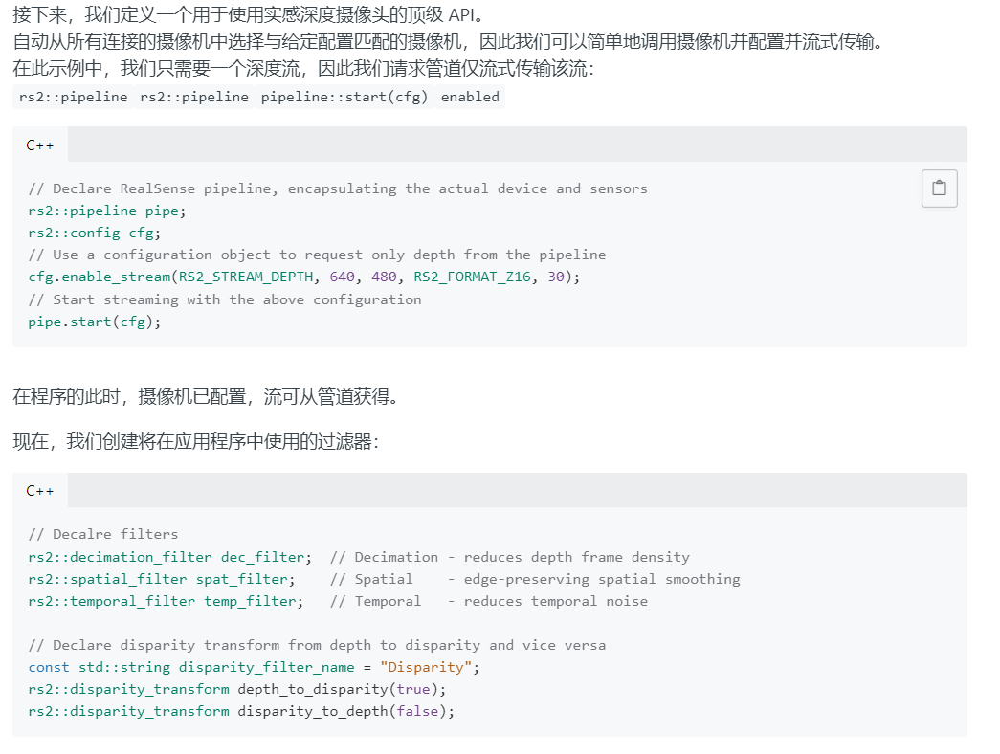 接下来，我们定义一个用于使用实感深度摄像头的顶级 API。
自动从所有连接的摄像机中选择与给定配置匹配的摄像机，因此我们可以简单地调用摄像机并配置并流式传输。
在此示例中，我们只需要一个深度流，因此我们请求管道仅流式传输该流：
rs2::pipeline rs2::pipeline pipeline::start(cfg) enabled
C++
// Declare RealSense pipeline, encapsulating the actual device and sensors
rs2::pipeline pipe;
rs2::config cfg;
// Use a configuration object to request only depth from the pipeline
cfg.enable_stream(RS2_STREAM_DEPTH, 640, 480, RS2_FORMAT_Z16, 30);
// Start streaming with the above configuration
pipe.start(cfg);
在程序的此时，摄像机已配置，流可从管道获得。
现在，我们创建将在应用程序中使用的过滤器：
C++
// Decalre filters
rs2::decimation_filter dec_filter;  // Decimation - reduces depth frame density
rs2::spatial_filter spat_filter;    // Spatial    - edge-preserving spatial smoothing
rs2::temporal_filter temp_filter;   // Temporal   - reduces temporal noise
// Declare disparity transform from depth to disparity and vice versa
const std::string disparity_filter_name = "Disparity";
rs2::disparity_transform depth_to_disparity(true);
rs2::disparity_transform disparity_to_depth(false);